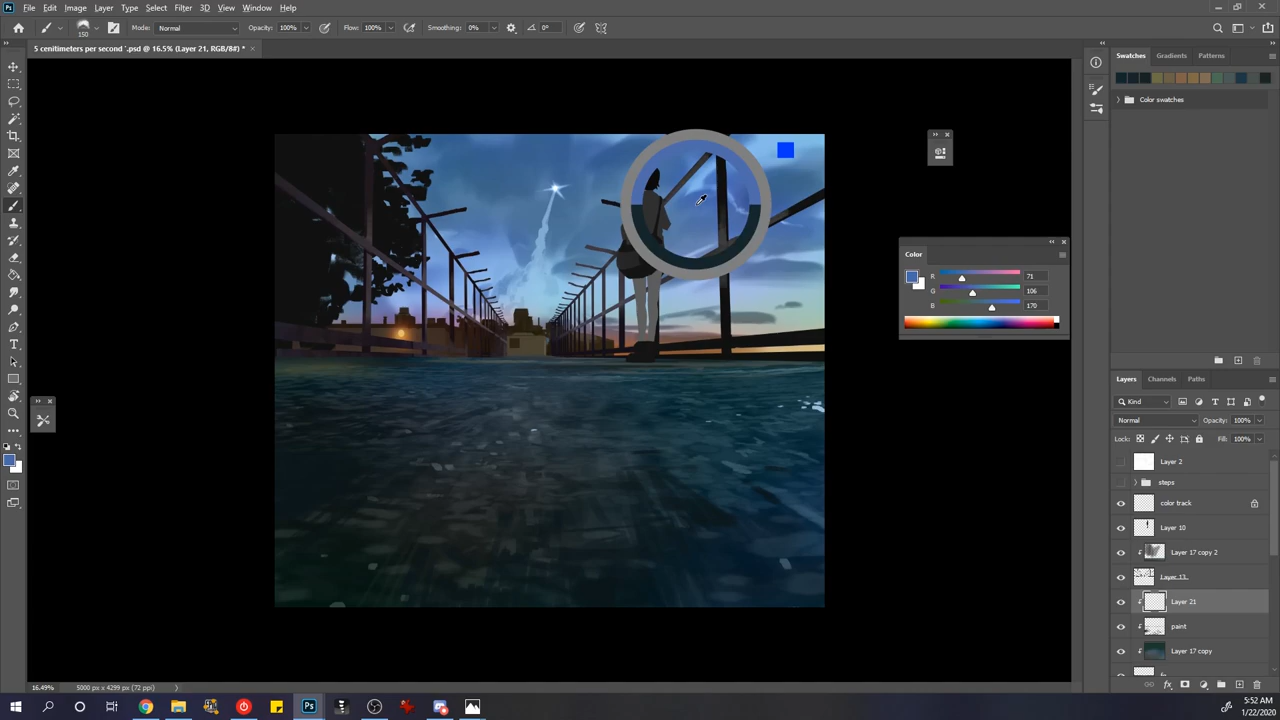 File Edit Image Layer Type Select Filter 3D View Window Help
150 Mode: Normal Opacity: 100% Flow: 100% Smoothing: 0% 0°
5 cenitimeters per second '.psd @ 16.5% (Layer 21, RGB/8#) * ×
Swatches Gradients Patterns
Color swatches
Color
R 71
G 106
B 170
Layers Channels Paths
Kind
Normal Opacity: 100%
Lock: Fill: 100%
Layer 2
steps
color track
Layer 10
Layer 17 copy 2
Layer 13
Layer 21
paint
Layer 17 copy
16.49% 5000 px x 4299 px (72 ppi)
5:52 AM
1/22/2020